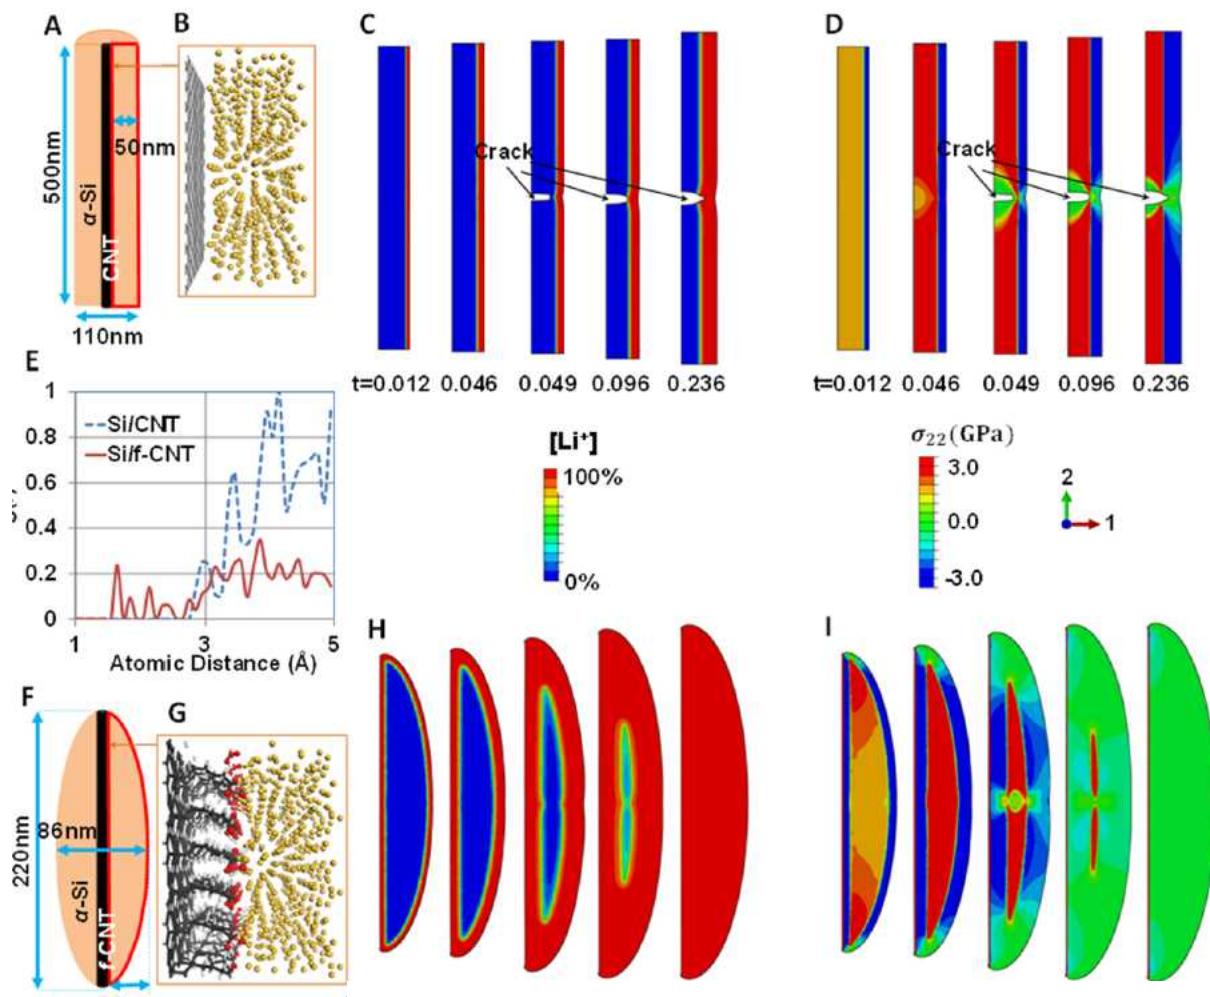 A
B
C
D
500nm
50nm
α-Si
CNT
110nm
Crack
Crack
t=0.012 0.046 0.049 0.096 0.236
t=0.012 0.046 0.049 0.096 0.236
E
1
0.8
0.6
0.4
0.2
0
Si/CNT
Si/f-CNT
1 3 5
Atomic Distance (Å)
[Li⁺]
100%
0%
σ₂₂(GPa)
3.0
0.0
-3.0
2
1
F
G
H
I
220nm
86nm
α-Si
f-CNT